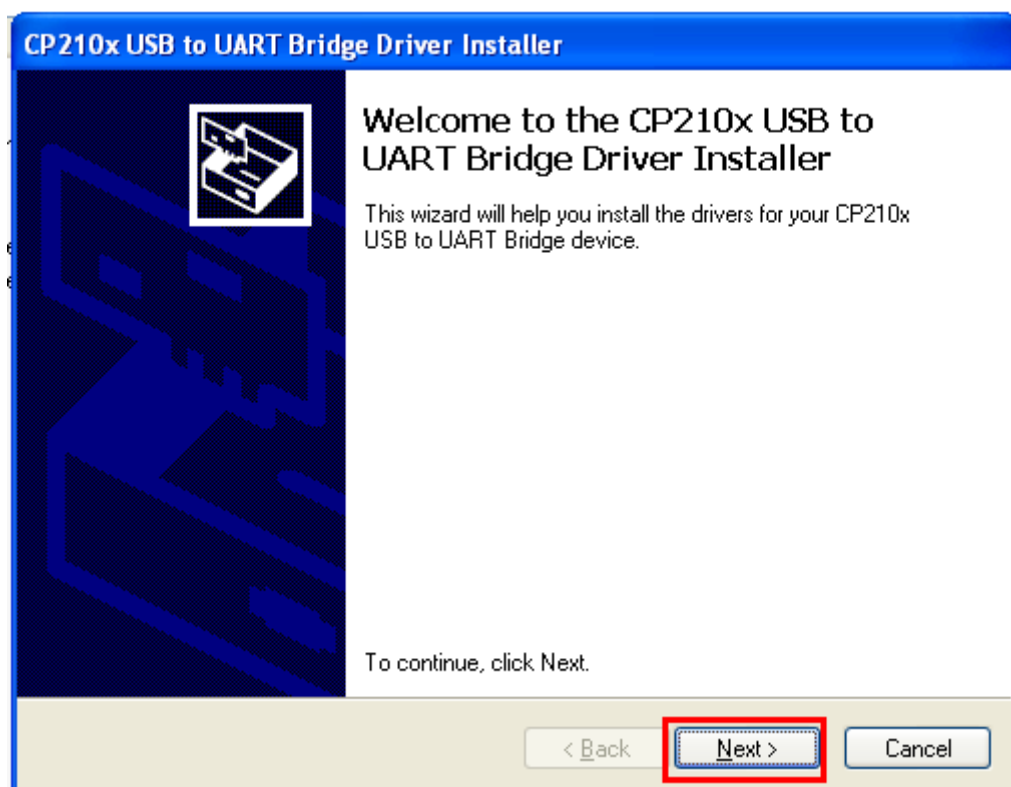 CP210x USB to UART Bridge Driver Installer
Welcome to the CP210x USB to
UART Bridge Driver Installer
This wizard will help you install the drivers for your CP210x
USB to UART Bridge device.
To continue, click Next.
< Back
Next >
Cancel